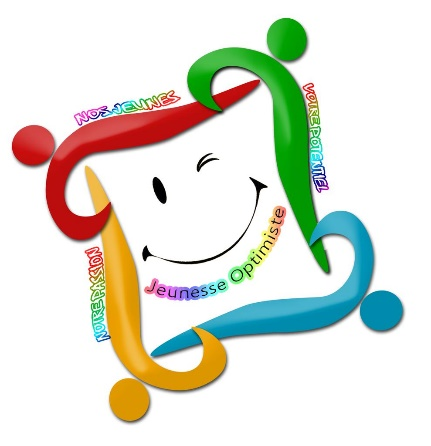 NOS JEUNES
VOTRE POTENTIEL
NOTRE PASSION
Jeunesse Optimiste